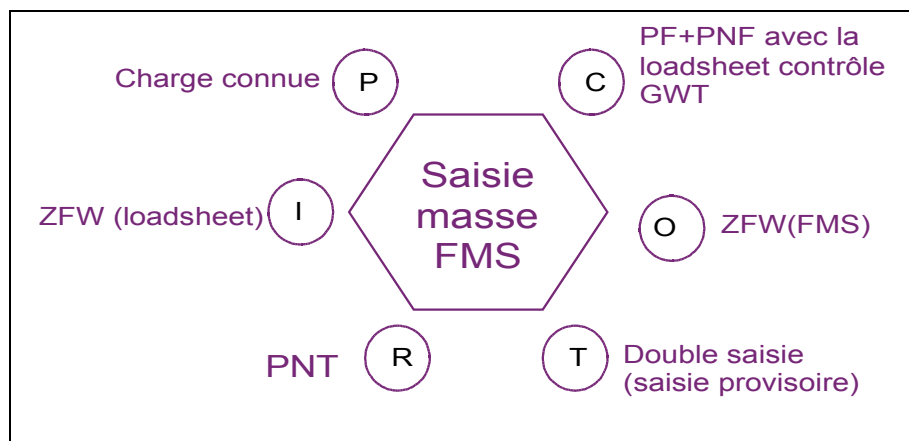 Charge connue
P
C
PF+PNF avec la
loadsheet contrôle
GWT
ZFW (loadsheet)
I
Saisie
masse
FMS
O
ZFW(FMS)
PNT
R
T
Double saisie
(saisie provisoire)